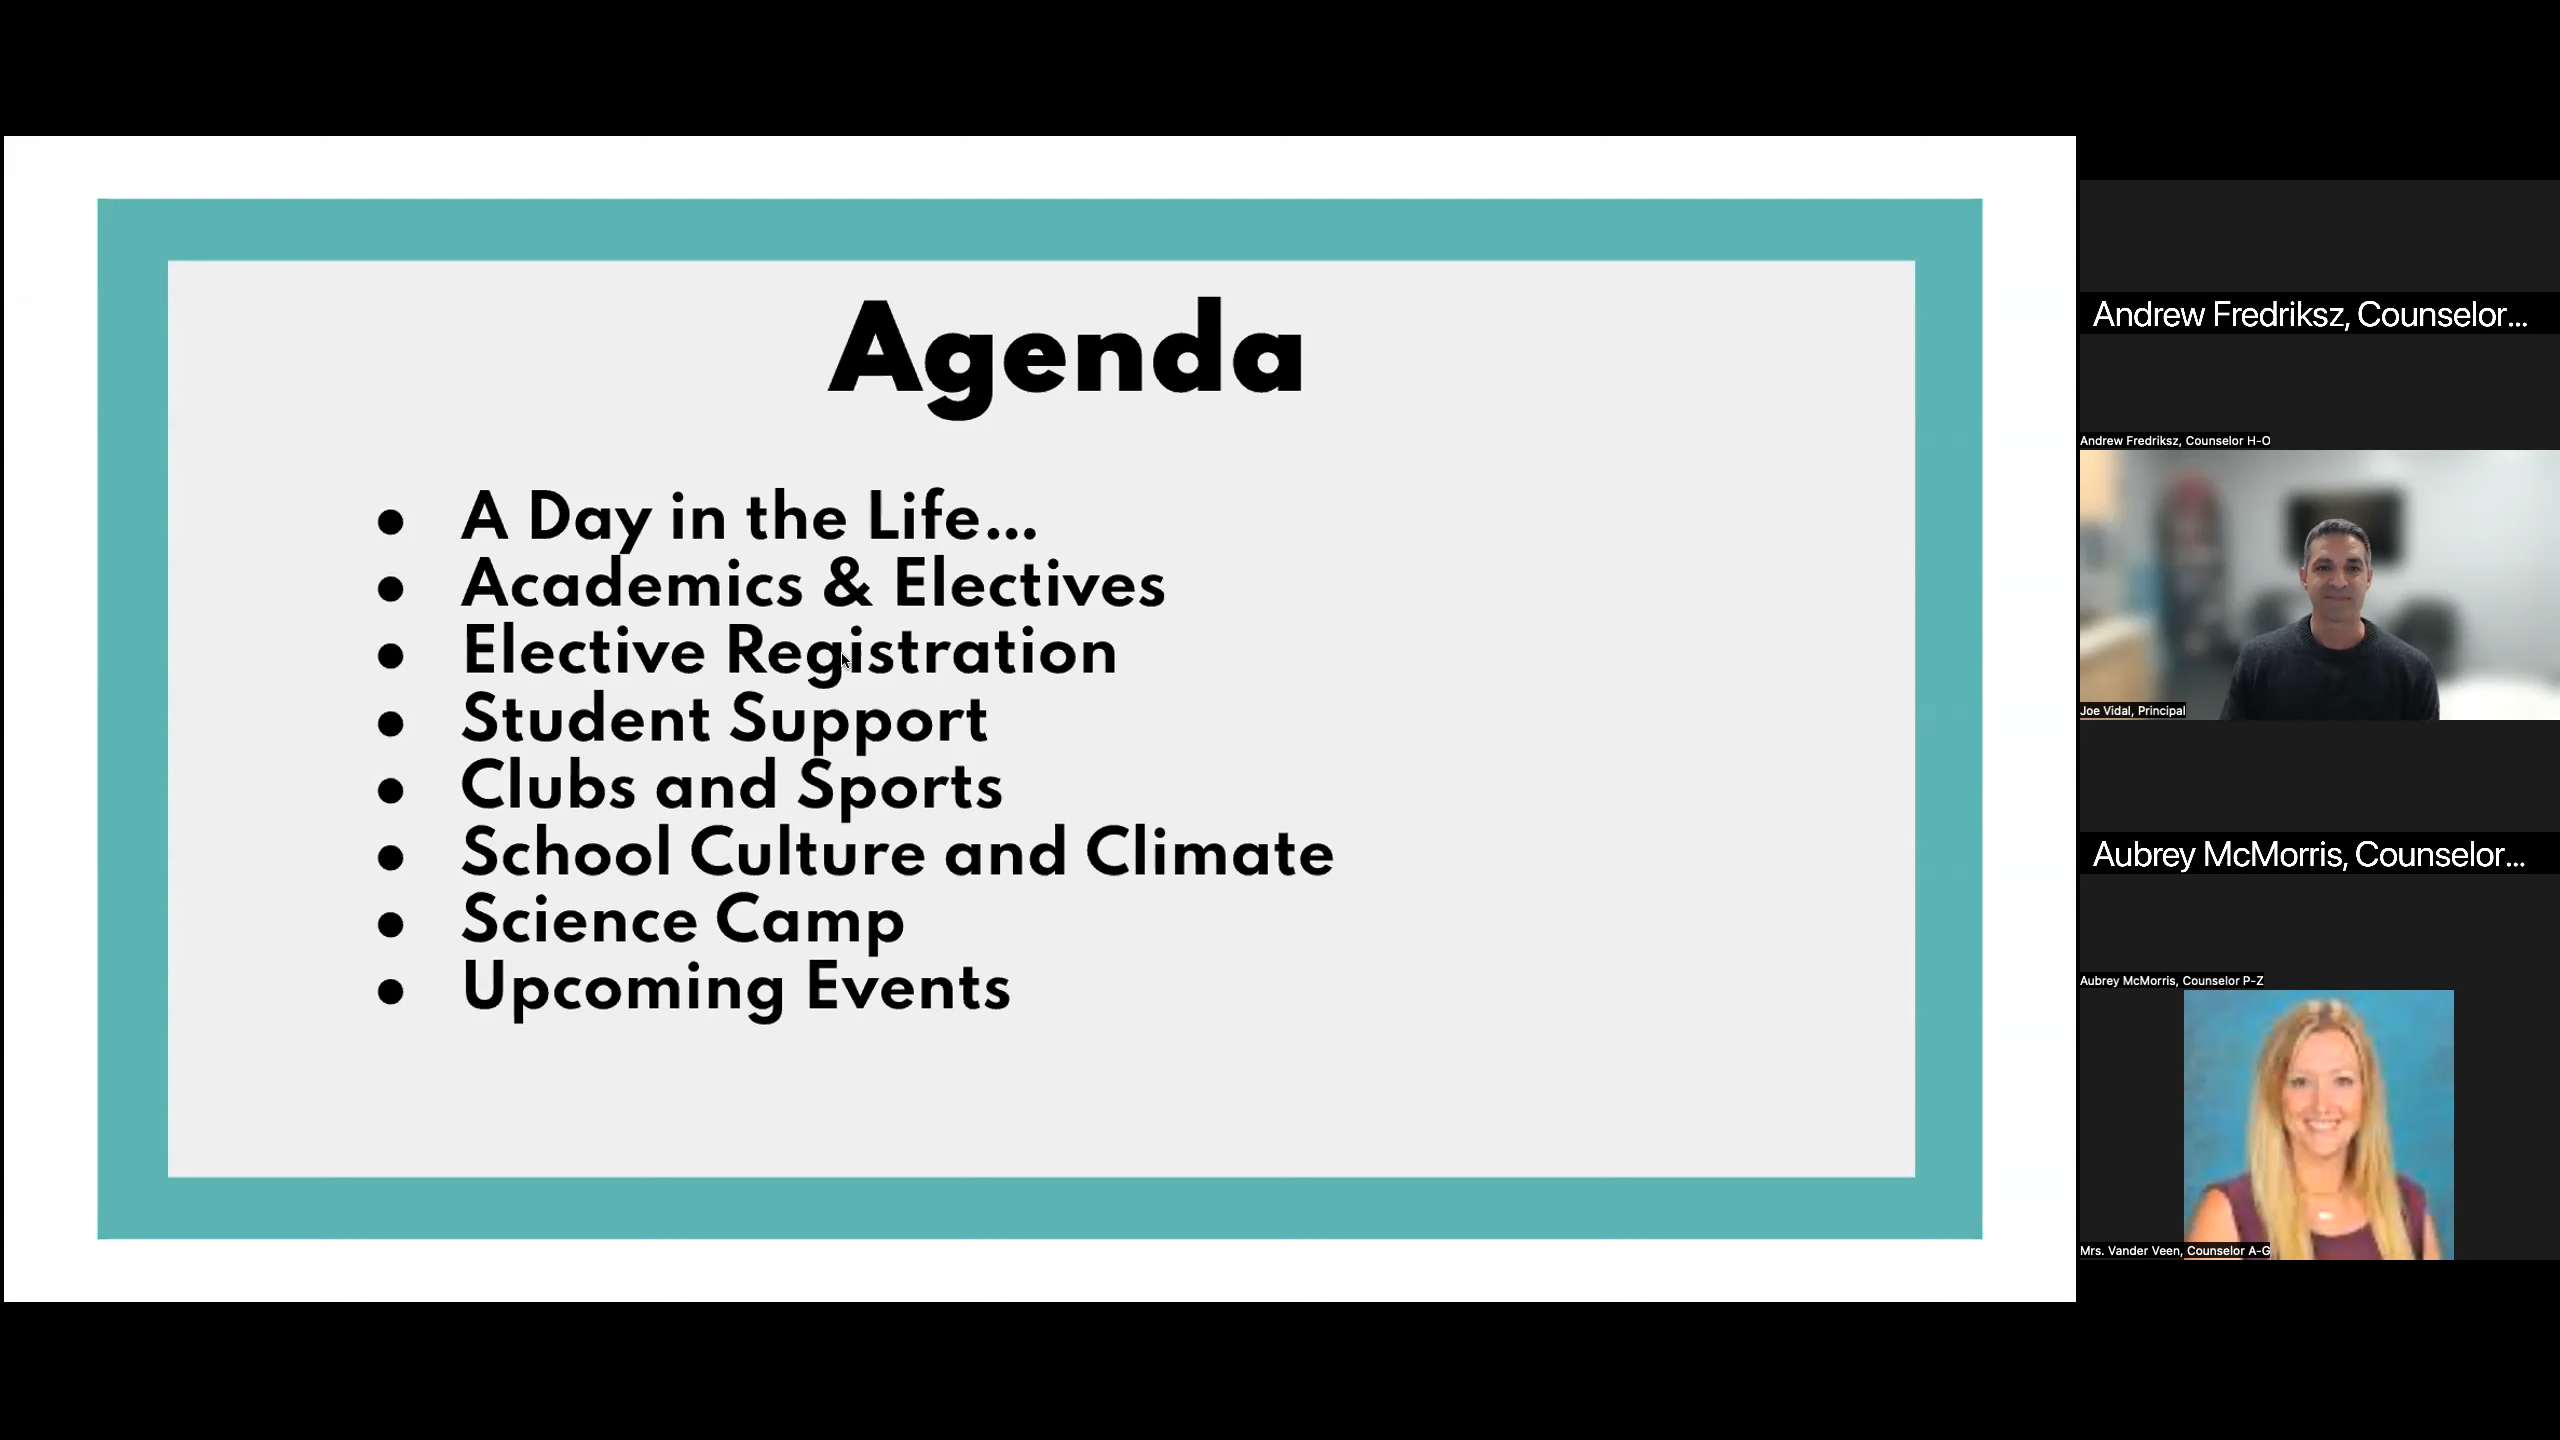 Agenda
● A Day in the Life...
● Academics & Electives
● Elective Registration
● Student Support
● Clubs and Sports
● School Culture and Climate
● Science Camp
● Upcoming Events
Andrew Fredriksz, Counselor...
Andrew Fredriksz, Counselor H-O
Joe Vidal, Principal
Aubrey McMorris, Counselor...
Aubrey McMorris, Counselor P-Z
Mrs. Vander Veen, Counselor A-G